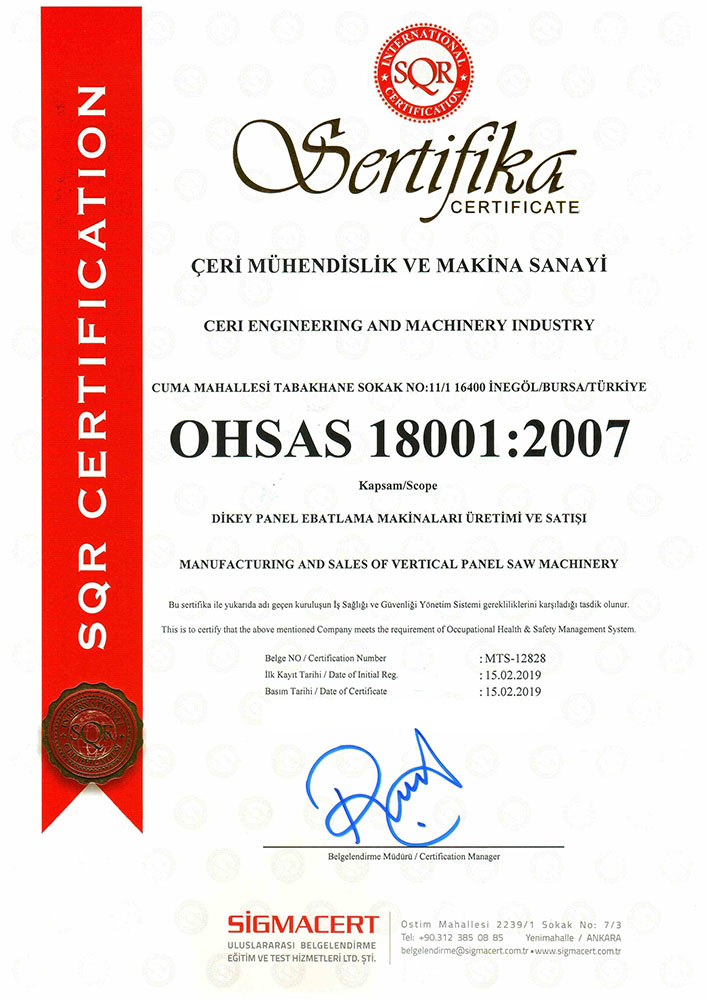 INTERNATIONAL
SQR
CERTIFICATION
Sertifika
CERTIFICATE
SQR CERTIFICATION
ÇERİ MÜHENDİSLİK VE MAKİNA SANAYİ
CERI ENGINEERING AND MACHINERY INDUSTRY
CUMA MAHALLESİ TABAKHANE SOKAK NO:11/1 16400 İNEGÖL/BURSA/TÜRKİYE
OHSAS 18001:2007
Kapsam/Scope
DİKEY PANEL EBATLAMA MAKİNALARI ÜRETİMİ VE SATIŞI
MANUFACTURING AND SALES OF VERTICAL PANEL SAW MACHINERY
Bu sertifika ile yukarıda adı geçen kuruluşun İş Sağlığı ve Güvenliği Yönetim Sistemi gerekliliklerini karşıladığı tasdik olunur.
This is to certify that the above mentioned Company meets the requirement of Occupational Health & Safety Management System.
Belge NO / Certification Number : MTS-12828
İlk Kayıt Tarihi / Date of Initial Reg. : 15.02.2019
Basım Tarihi / Date of Certificate : 15.02.2019
INTERNATIONAL
SQR
Belgelendirme Müdürü / Certification Manager
SİGMACERT
ULUSLARARASI BELGELENDİRME
EĞİTİM VE TEST HİZMETLERİ LTD. ŞTİ.
Ostim Mahallesi 2239/1 Sokak No: 7/3
Tel: +90.312 385 08 85 Yenimahalle / ANKARA
belgelendirme@sigmacert.com.tr • www.sigmacert.com.tr